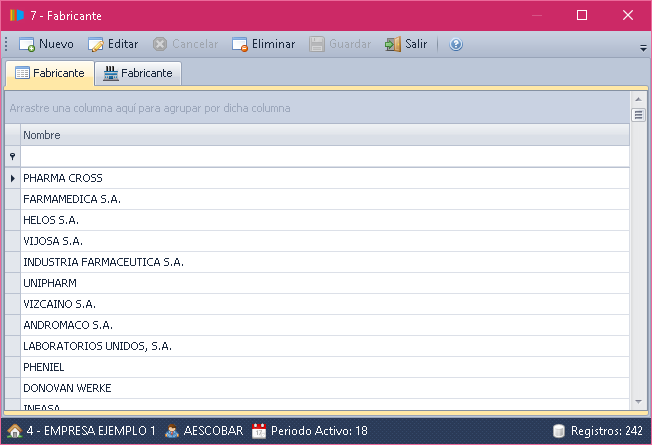 7 - Fabricante
Nuevo Editar Cancelar Eliminar Guardar Salir
Fabricante Fabricante
Arrastre una columna aquí para agrupar por dicha columna
Nombre
PHARMA CROSS
FARMAMEDICA S.A.
HELOS S.A.
VIJOSA S.A.
INDUSTRIA FARMACEUTICA S.A.
UNIPHARM
VIZCAINO S.A.
ANDROMACO S.A.
LABORATORIOS UNIDOS, S.A.
PHENIEL
DONOVAN WERKE
4 - EMPRESA EJEMPLO 1 AESCOBAR Periodo Activo: 18 Registros: 242